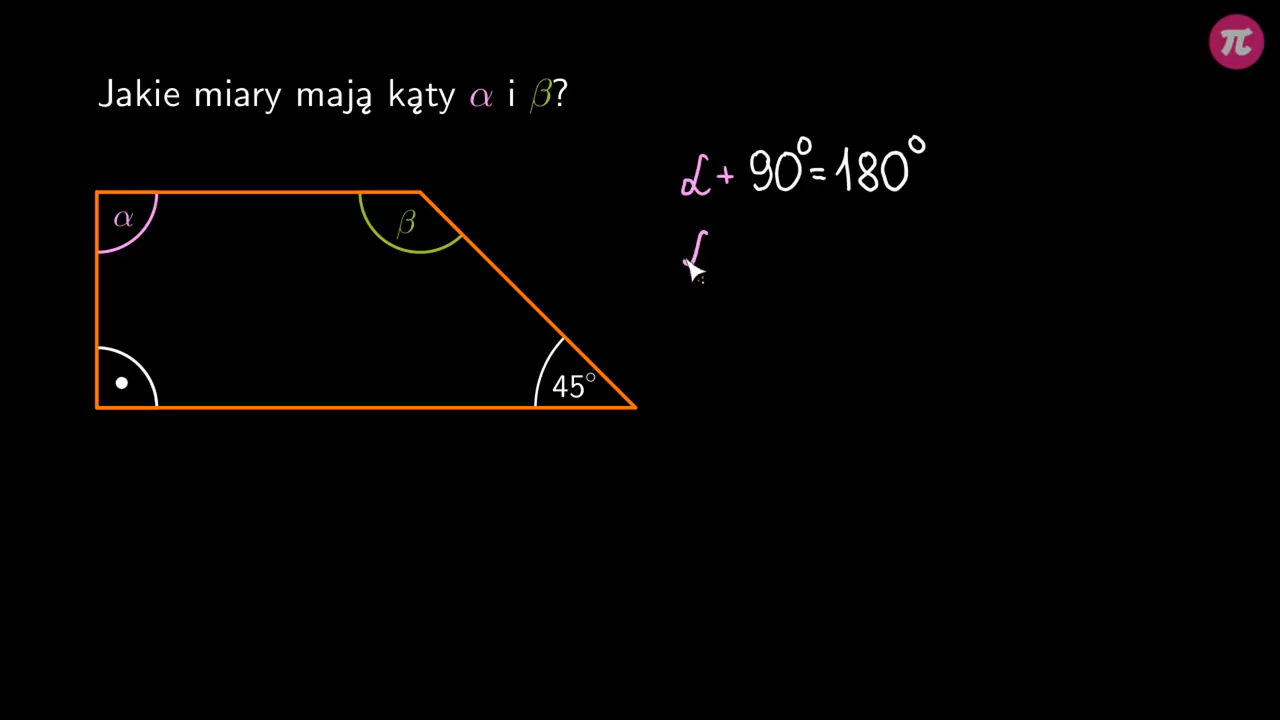 Jakie miary mają kąty α i β?
α + 90° = 180°
α
α
β
45°
π